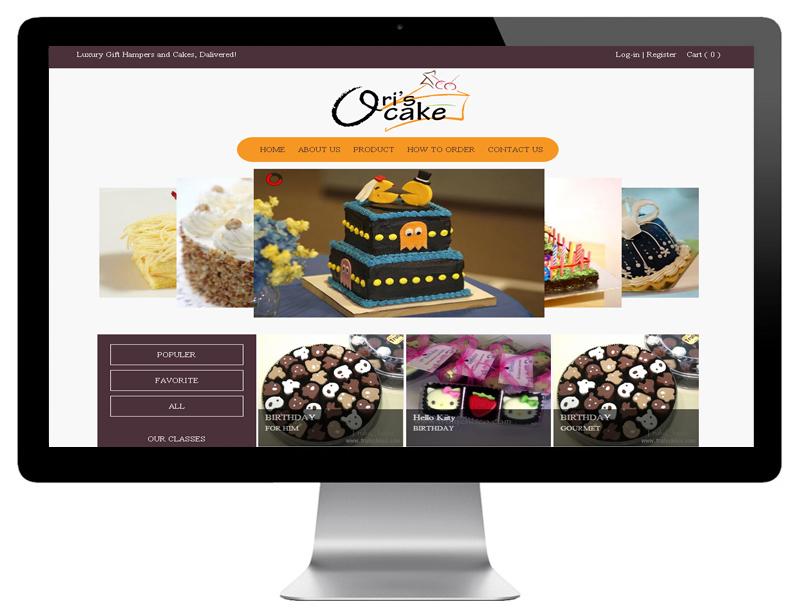 Luxury Gift Hampers and Cakes, Dalivered!
Log-in | Register Cart ( 0 )
Ori's
cake
HOME ABOUT US PRODUCT HOW TO ORDER CONTACT US
POPULER
FAVORITE
ALL
OUR CLASSES
BIRTHDAY
FOR HIM
Hello Kaity
BIRTHDAY
BIRTHDAY
GOURMET